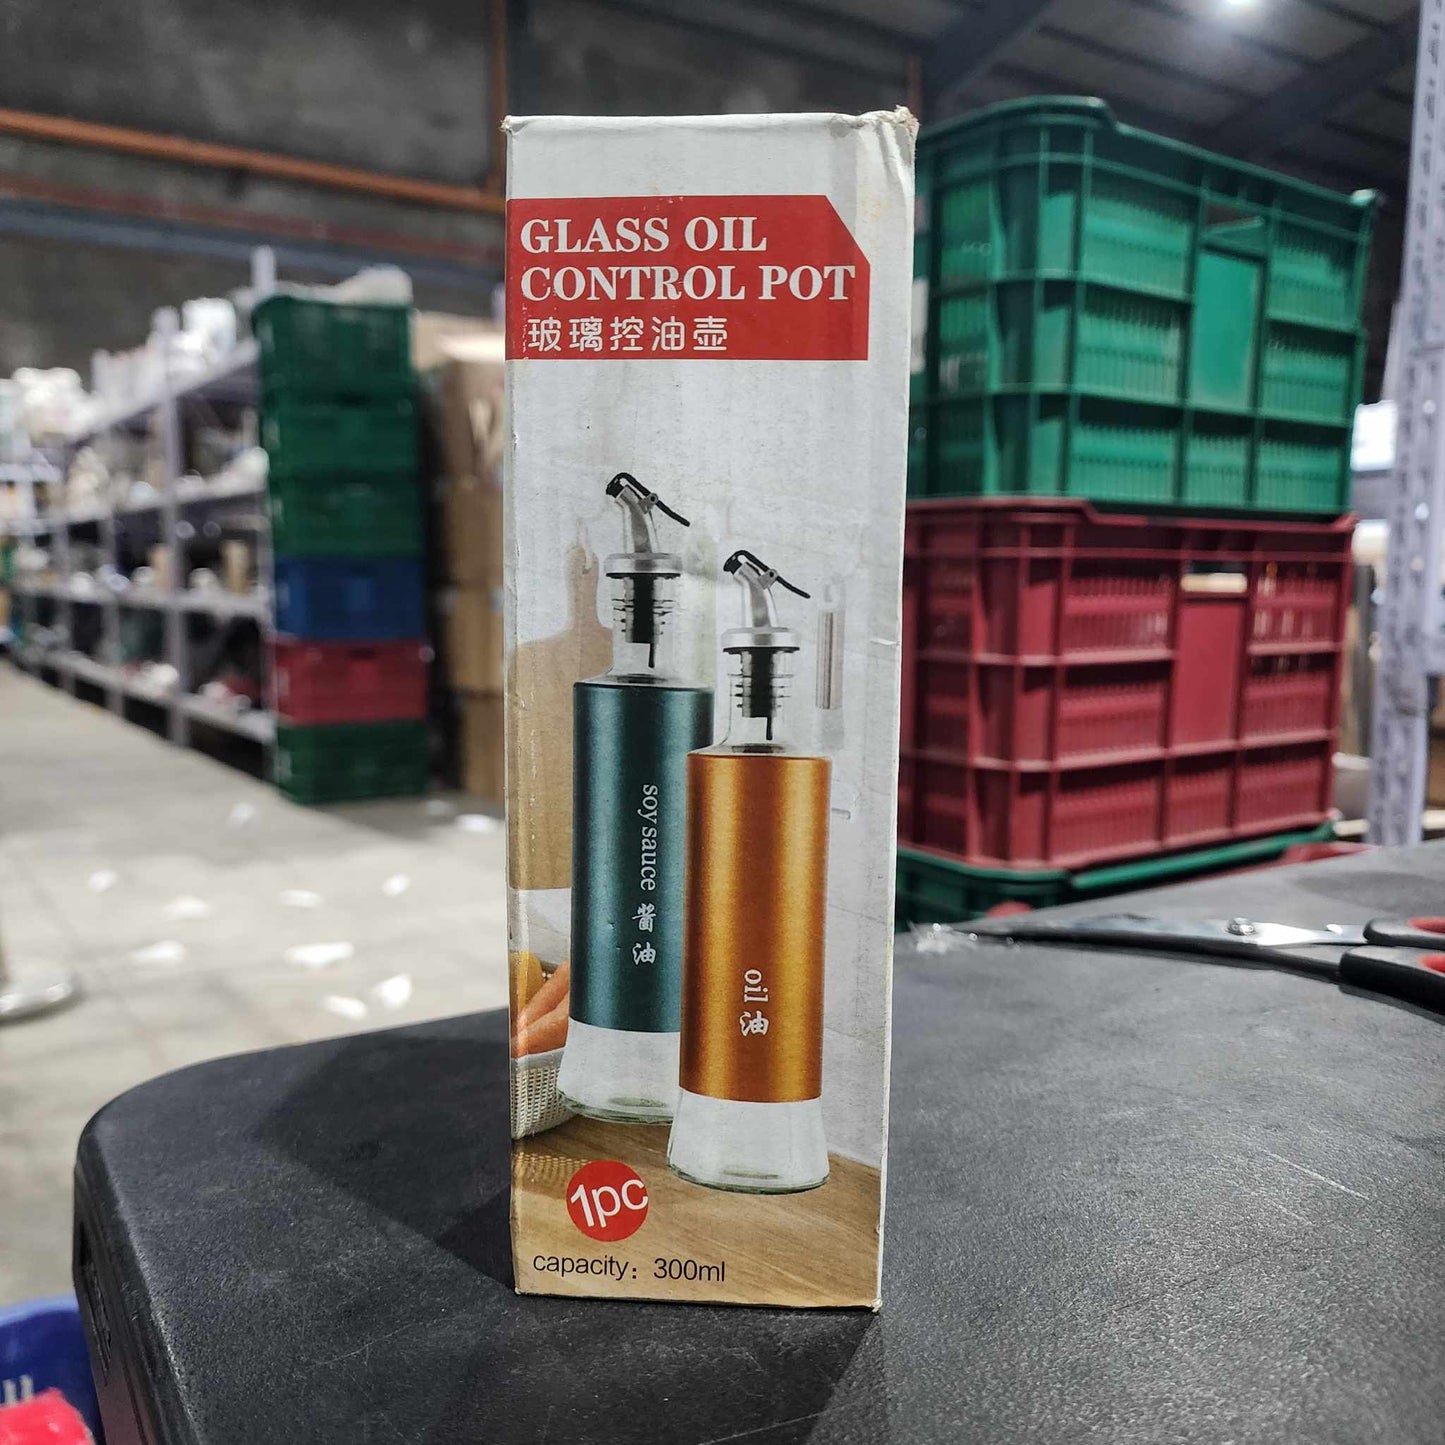 GLASS OIL
CONTROL POT
玻璃控油壶
soy sauce 酱油
oil 油
1pc
capacity: 300ml